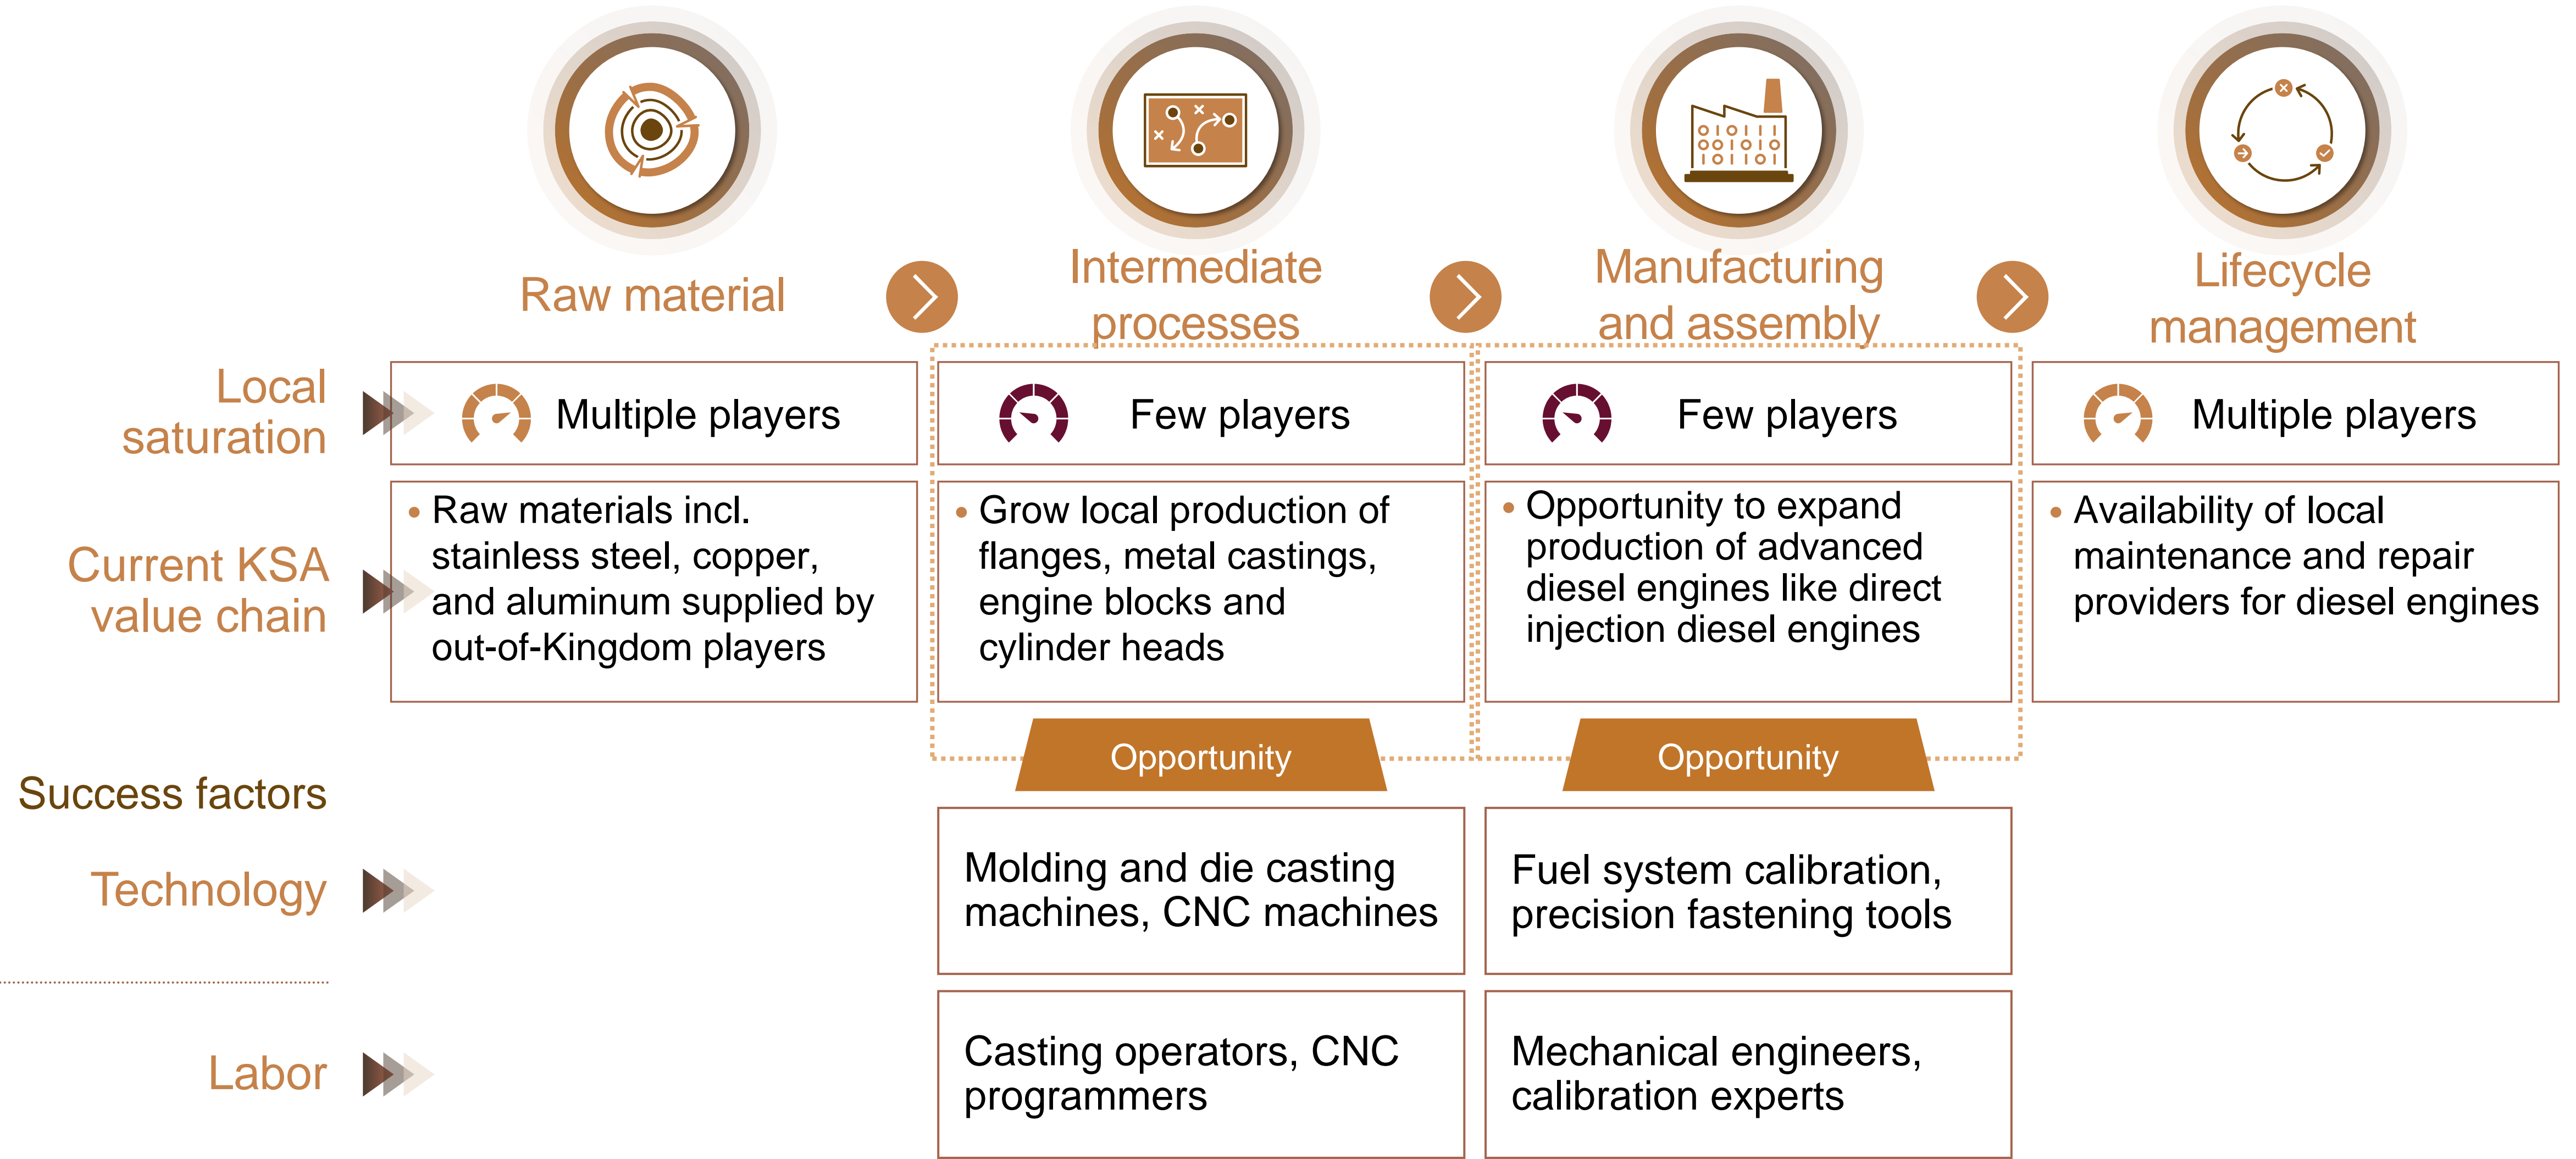 Raw material
Intermediate
processes
Manufacturing
and assembly
Lifecycle
management
Local
saturation
Multiple players
Few players
Few players
Multiple players
Current KSA
value chain
• Raw materials incl.
stainless steel, copper,
and aluminum supplied by
out-of-Kingdom players
• Grow local production of
flanges, metal castings,
engine blocks and
cylinder heads
• Opportunity to expand
production of advanced
diesel engines like direct
injection diesel engines
• Availability of local
maintenance and repair
providers for diesel engines
Opportunity
Opportunity
Success factors
Technology
Molding and die casting
machines, CNC machines
Fuel system calibration,
precision fastening tools
Labor
Casting operators, CNC
programmers
Mechanical engineers,
calibration experts